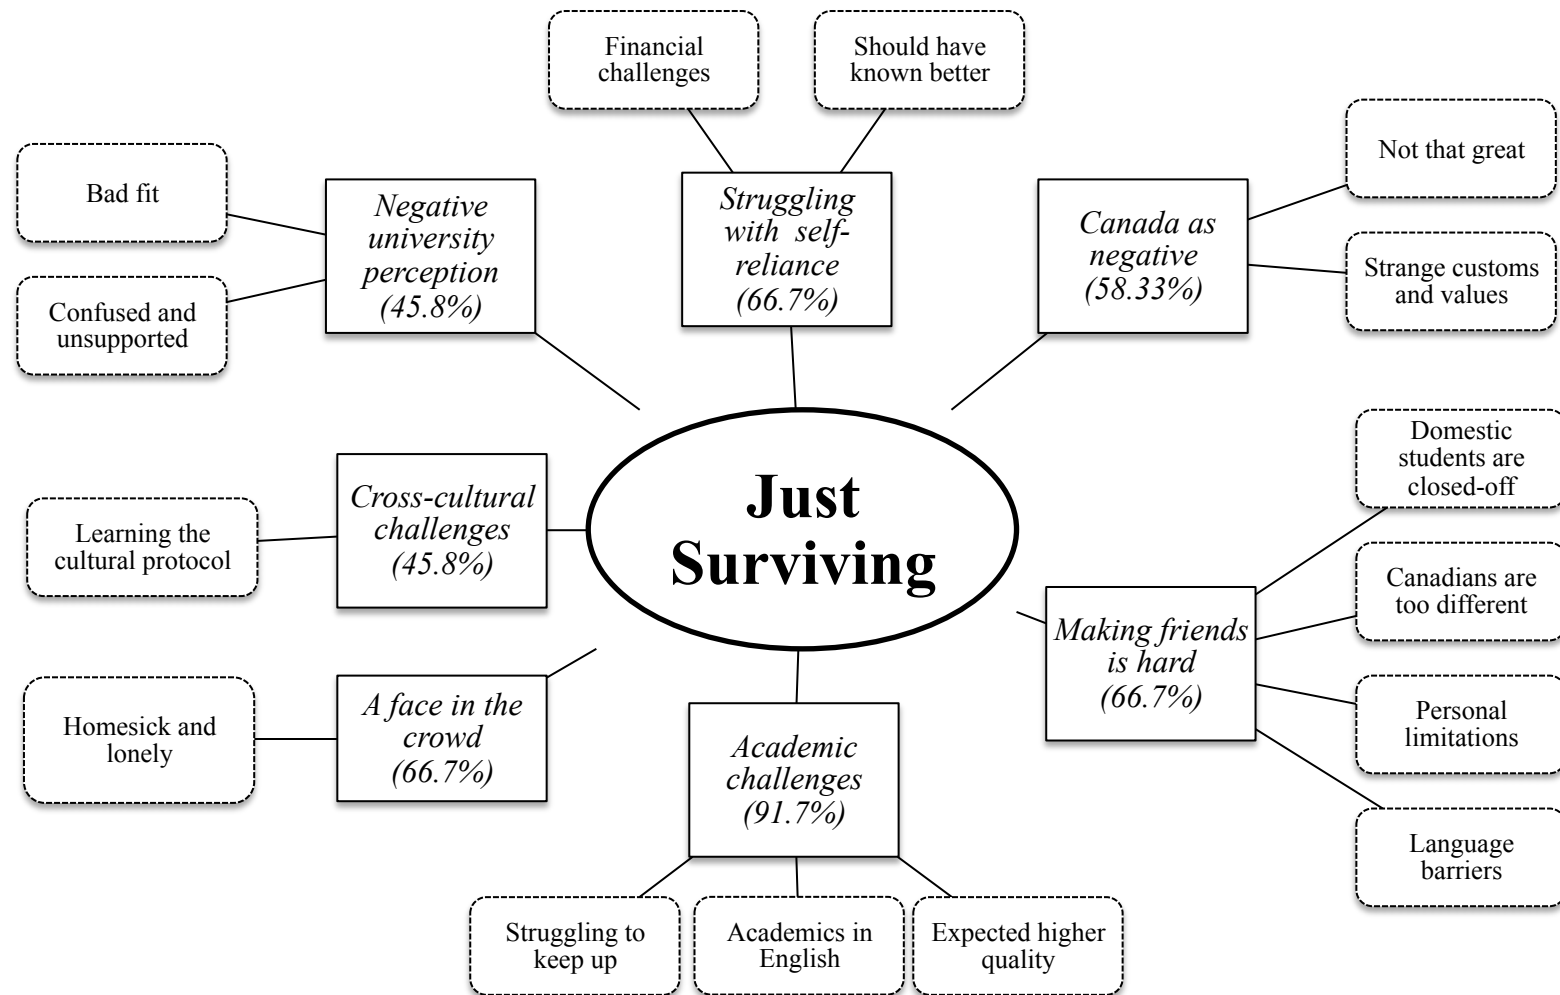 Financial
challenges
Should have
known better
Not that great
Bad fit
Negative
university
perception
(45.8%)
Struggling
with  self-
reliance
(66.7%)
Canada as
negative
(58.33%)
Strange customs
and values
Confused and
unsupported
Domestic
students are
closed-off
Cross-cultural
challenges
(45.8%)
Just
Surviving
Learning the
cultural protocol
Canadians are
too different
Making friends
is hard
(66.7%)
Homesick and
lonely
A face in the
crowd
(66.7%)
Academic
challenges
(91.7%)
Personal
limitations
Language
barriers
Struggling to
keep up
Academics in
English
Expected higher
quality